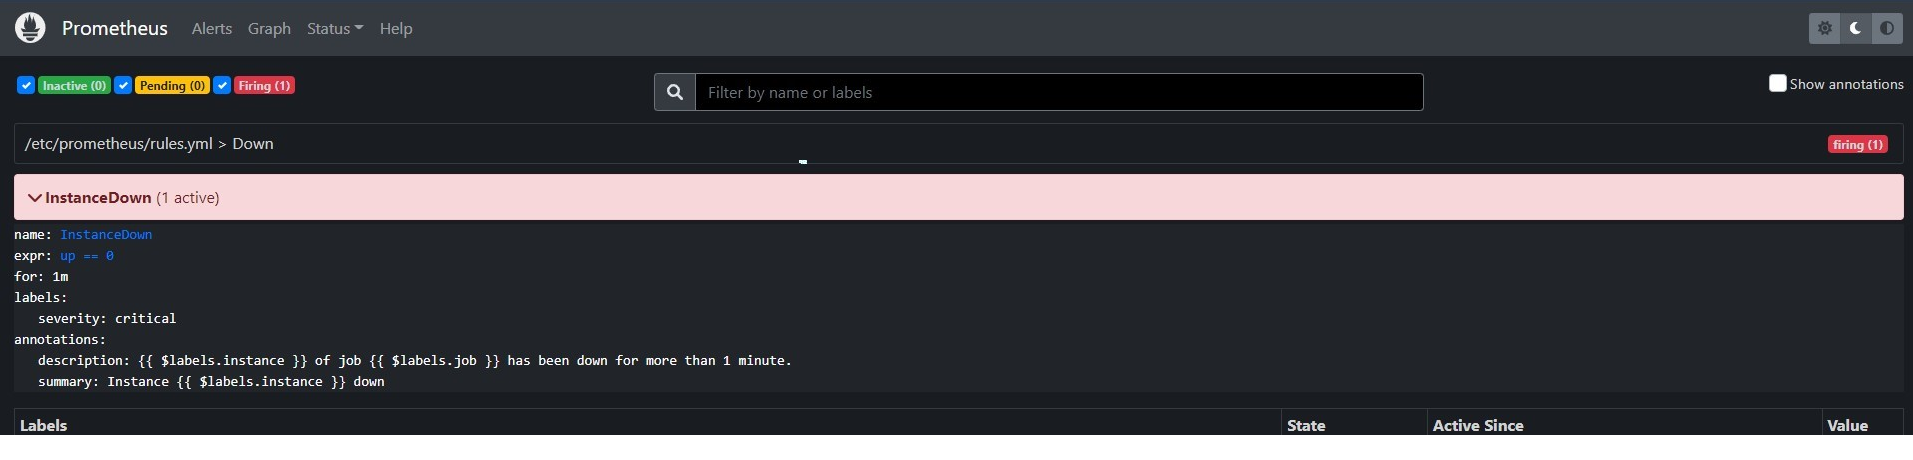 Prometheus Alerts Graph Status Help
Inactive (0) Pending (0) Firing (1) Filter by name or labels Show annotations
/etc/prometheus/rules.yml > Down firing (1)
InstanceDown (1 active)
name: InstanceDown
expr: up == 0
for: 1m
labels:
severity: critical
annotations:
description: {{ $labels.instance }} of job {{ $labels.job }} has been down for more than 1 minute.
summary: Instance {{ $labels.instance }} down
Labels State Active Since Value